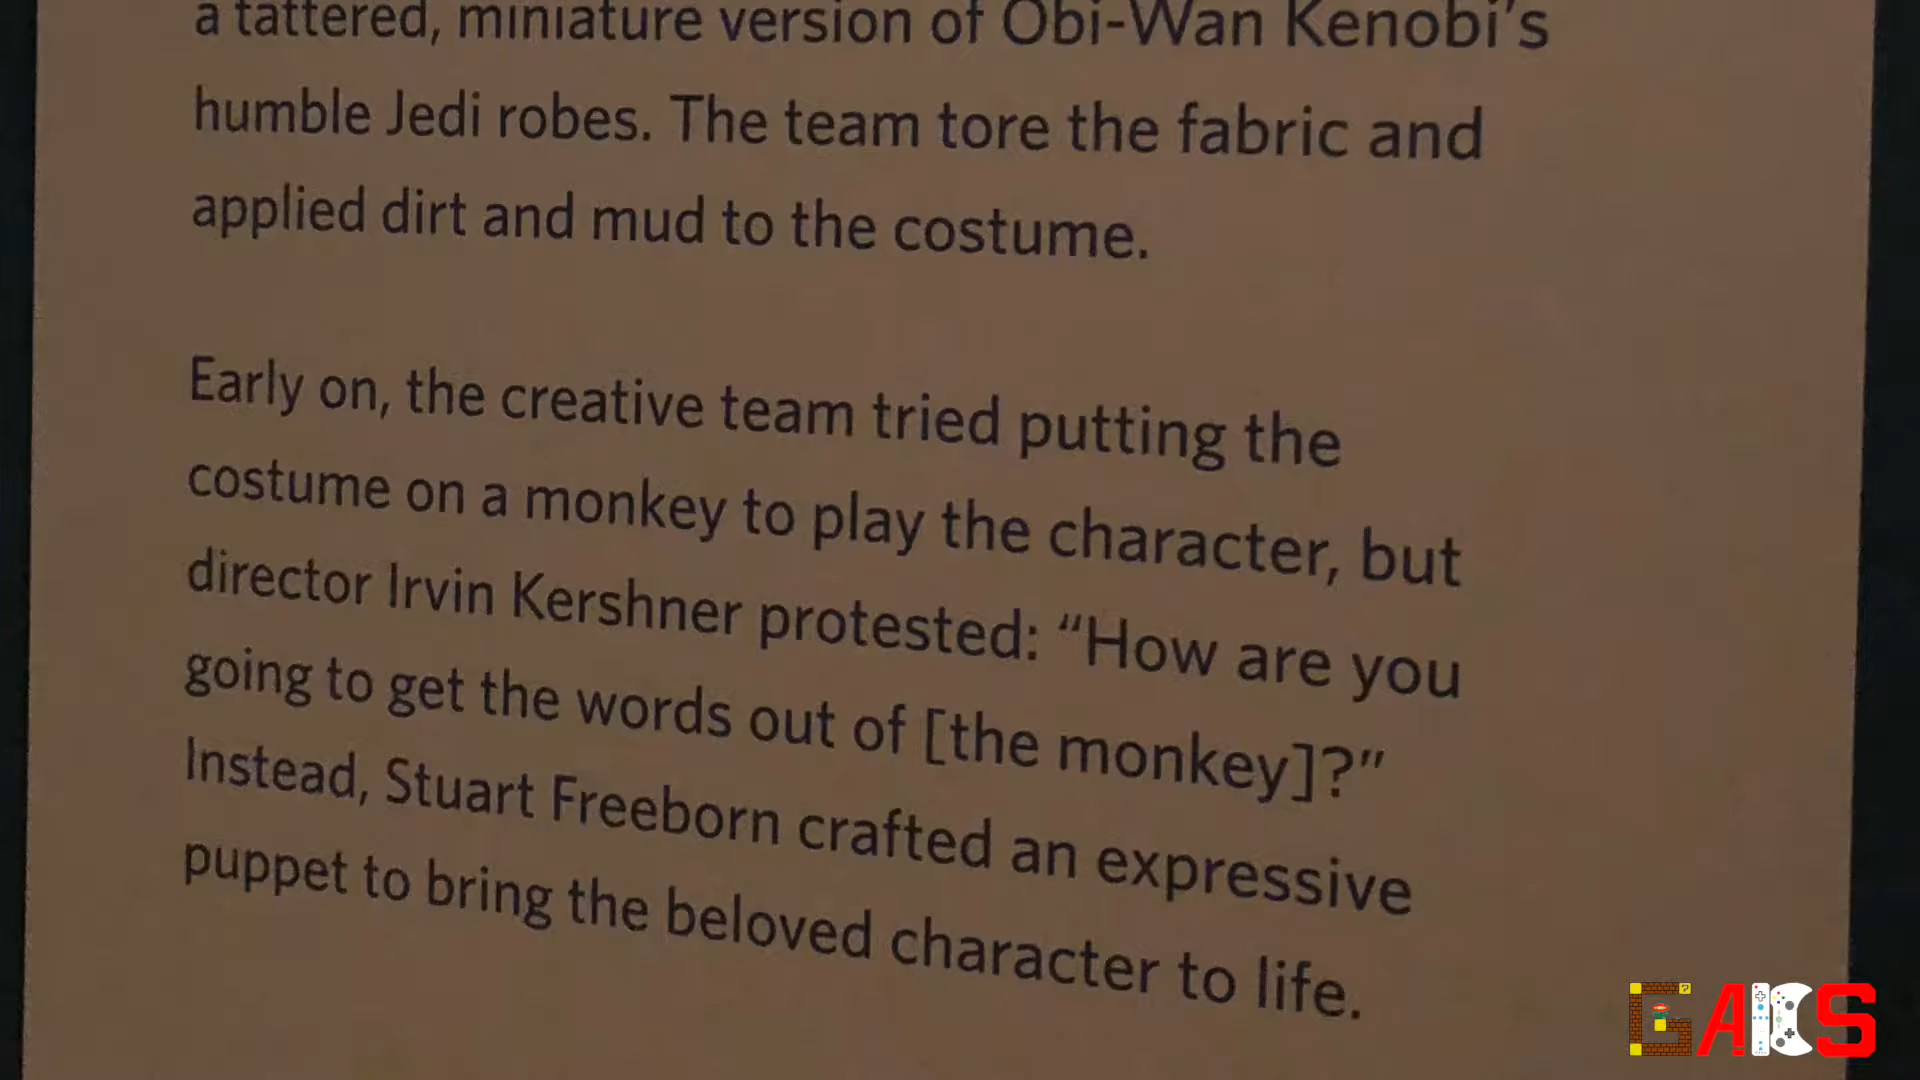 a tattered, miniature version of Obi-Wan Kenobi's
humble Jedi robes. The team tore the fabric and
applied dirt and mud to the costume.
Early on, the creative team tried putting the
costume on a monkey to play the character, but
director Irvin Kershner protested: “How are you
going to get the words out of [the monkey]?”
Instead, Stuart Freeborn crafted an expressive
puppet to bring the beloved character to life.
GAKS